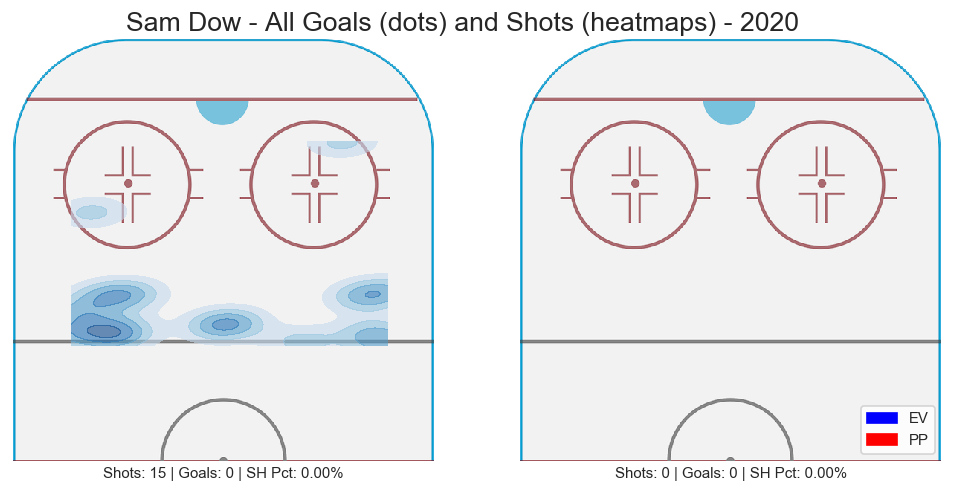 Sam Dow - All Goals (dots) and Shots (heatmaps) - 2020
EV
PP
Shots: 15 | Goals: 0 | SH Pct: 0.00%
Shots: 0 | Goals: 0 | SH Pct: 0.00%